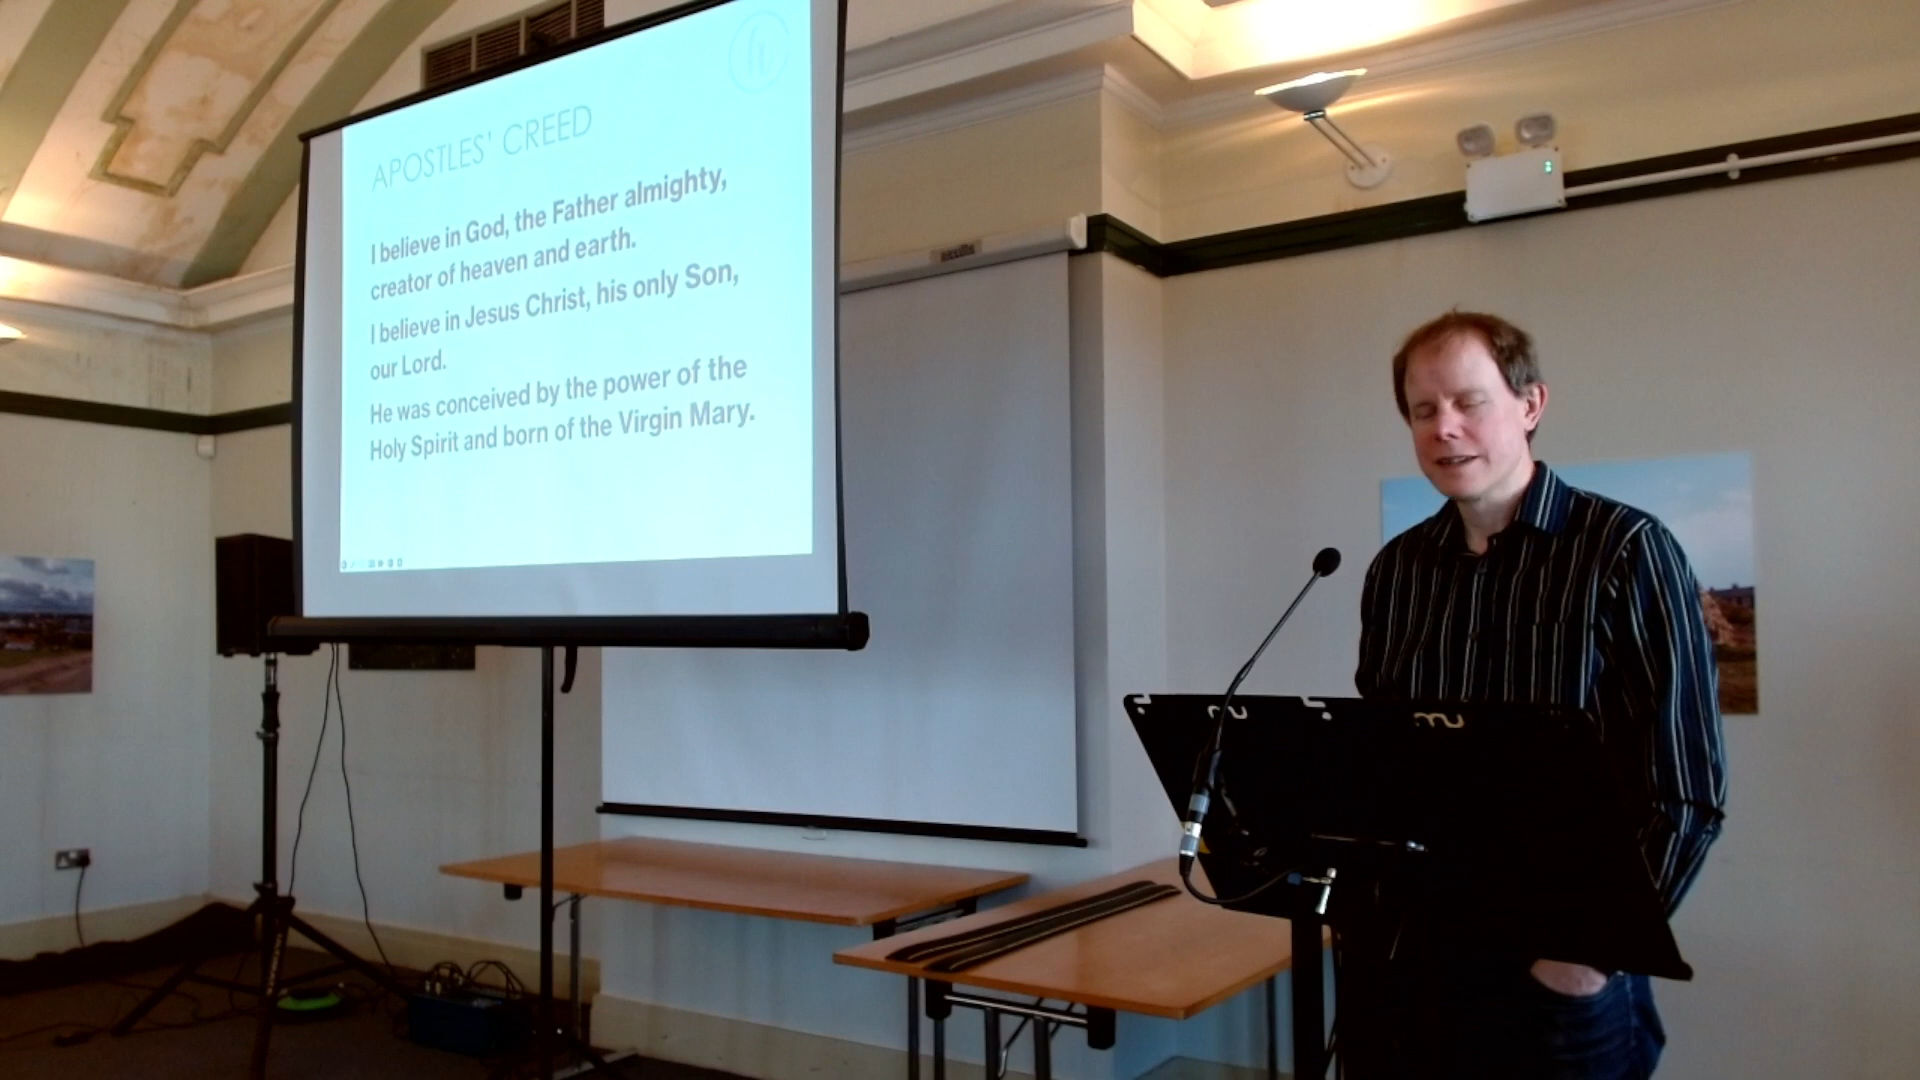 APOSTLES' CREED
I believe in God, the Father almighty,
creator of heaven and earth.
I believe in Jesus Christ, his only Son,
our Lord.
He was conceived by the power of the
Holy Spirit and born of the Virgin Mary.